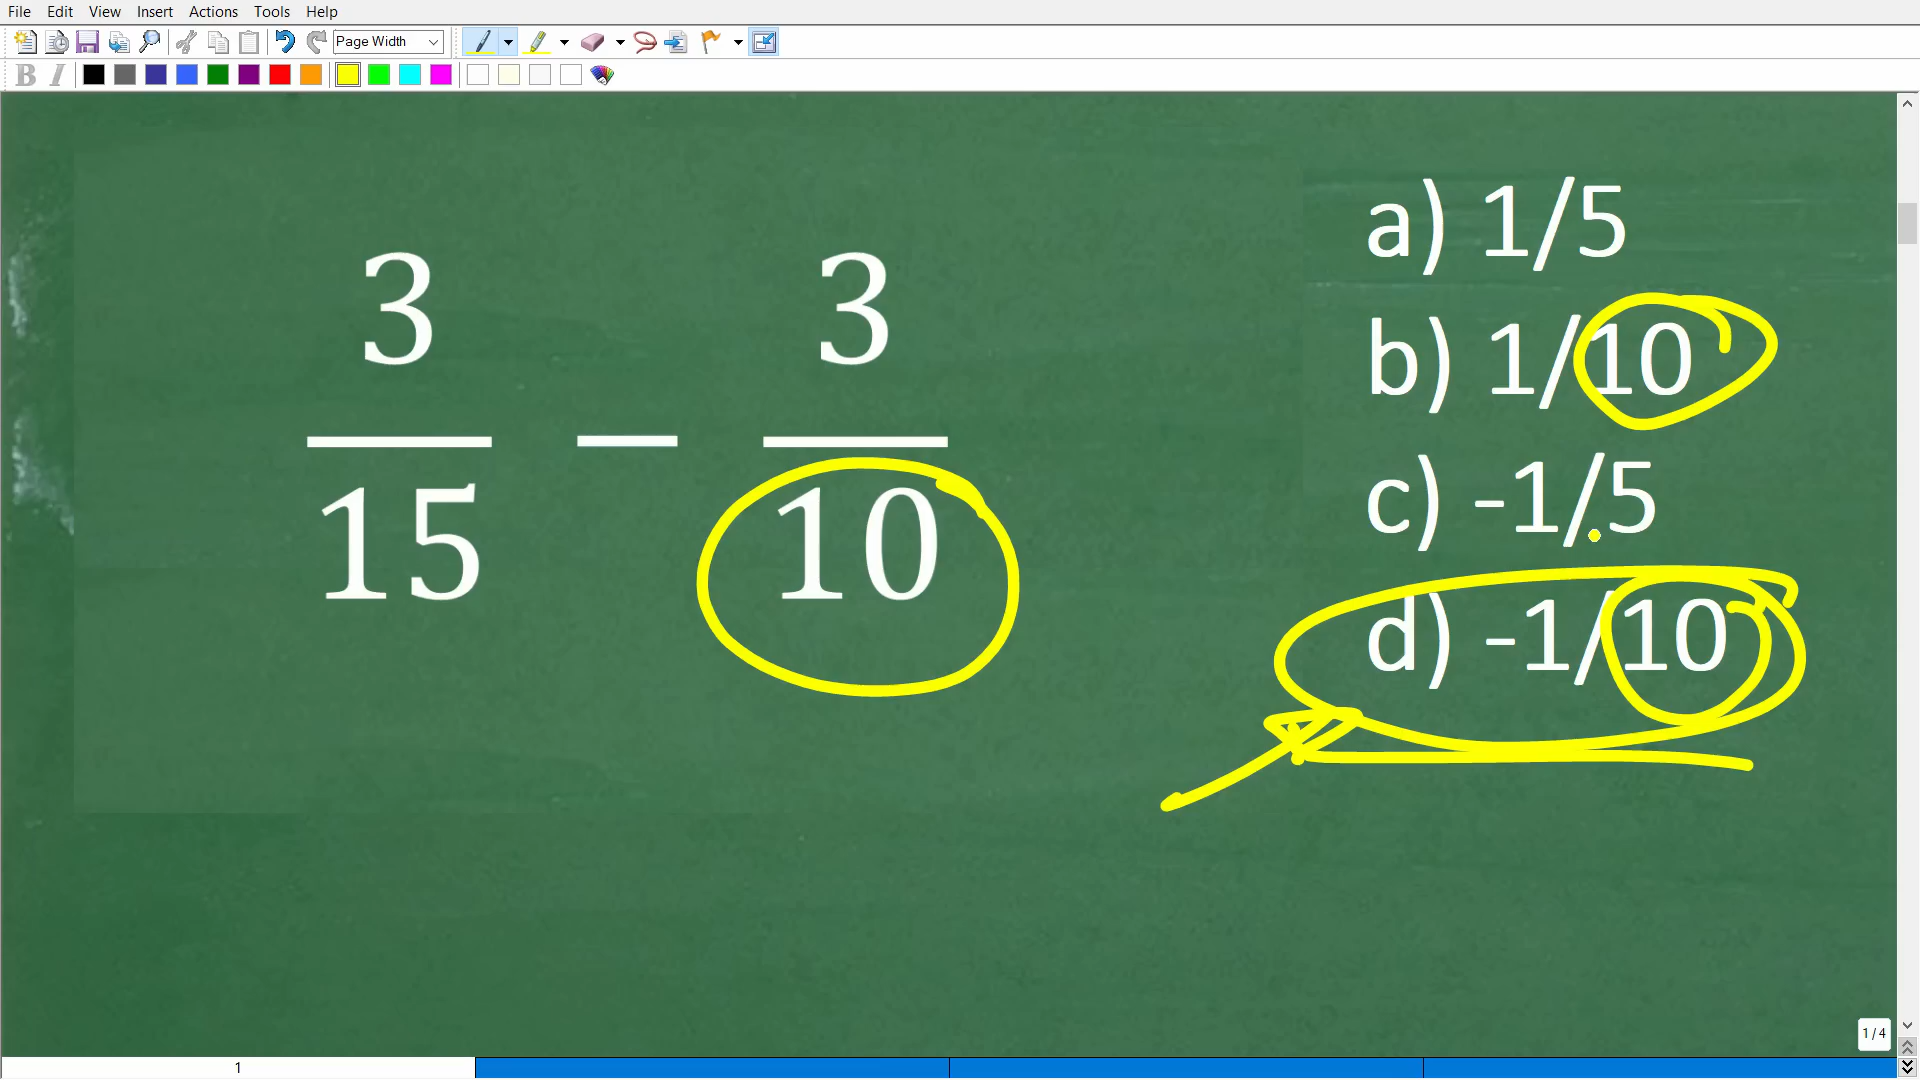 File Edit View Insert Actions Tools Help
Page Width
B I
3/15 − 3/10
a) 1/5
b) 1/10
c) -1/5
d) -1/10
1 / 4
1